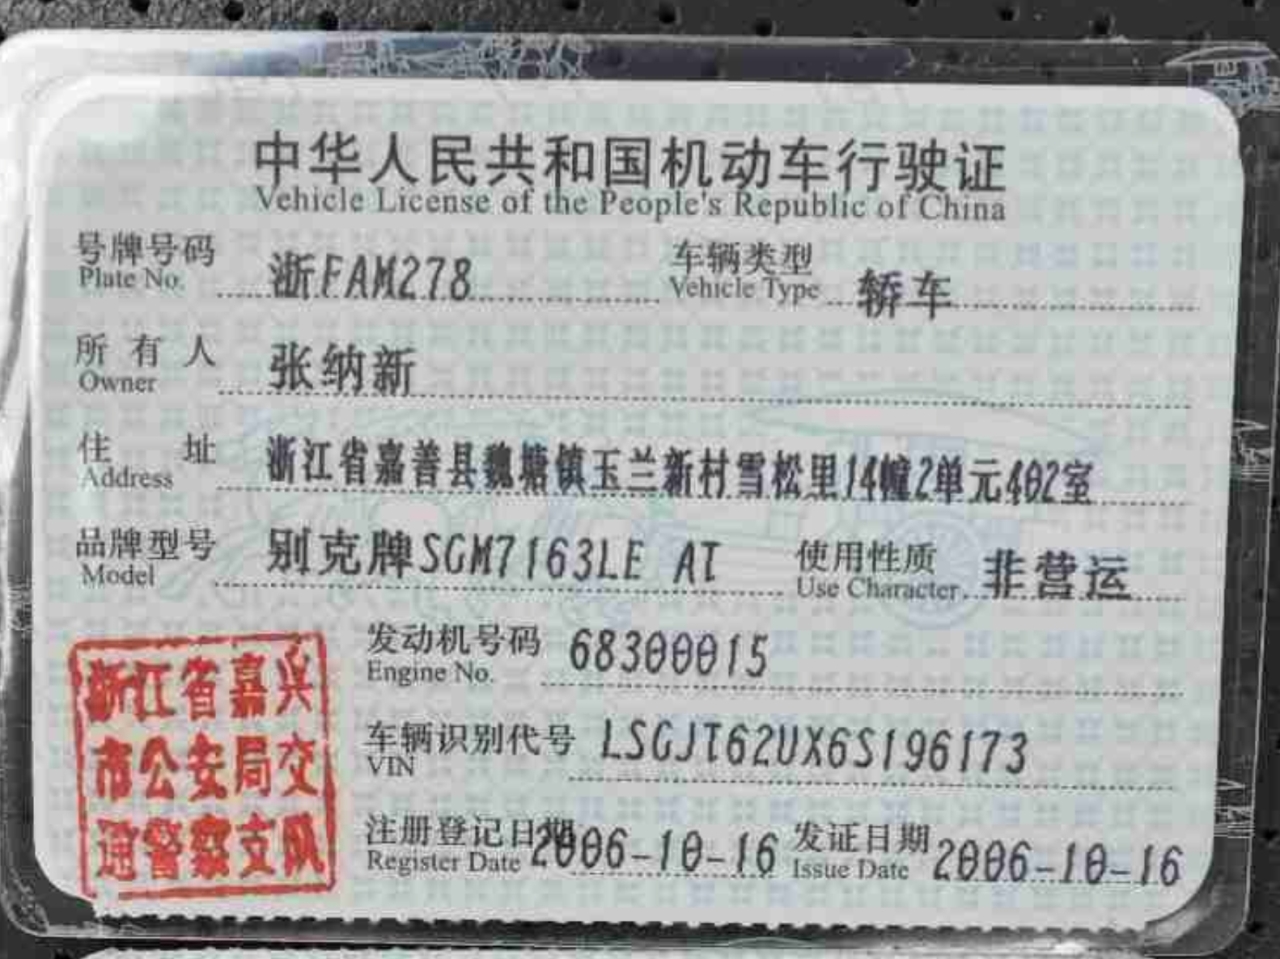 中华人民共和国机动车行驶证
Vehicle License of the People's Republic of China
号牌号码 浙FAM278 车辆类型 轿车
Plate No. Vehicle Type
所有人 张纳新
Owner
住址 浙江省嘉善县魏塘镇玉兰新村雪松里14幢2单元402室
Address
品牌型号 别克牌SGM7163LE AT 使用性质 非营运
Model Use Character
发动机号码 68300015
Engine No.
车辆识别代号 LSGJT62UX6S196173
VIN
注册登记日期 2006-10-16 发证日期 2006-10-16
Register Date Issue Date
浙江省嘉兴
市公安局交
通警察支队